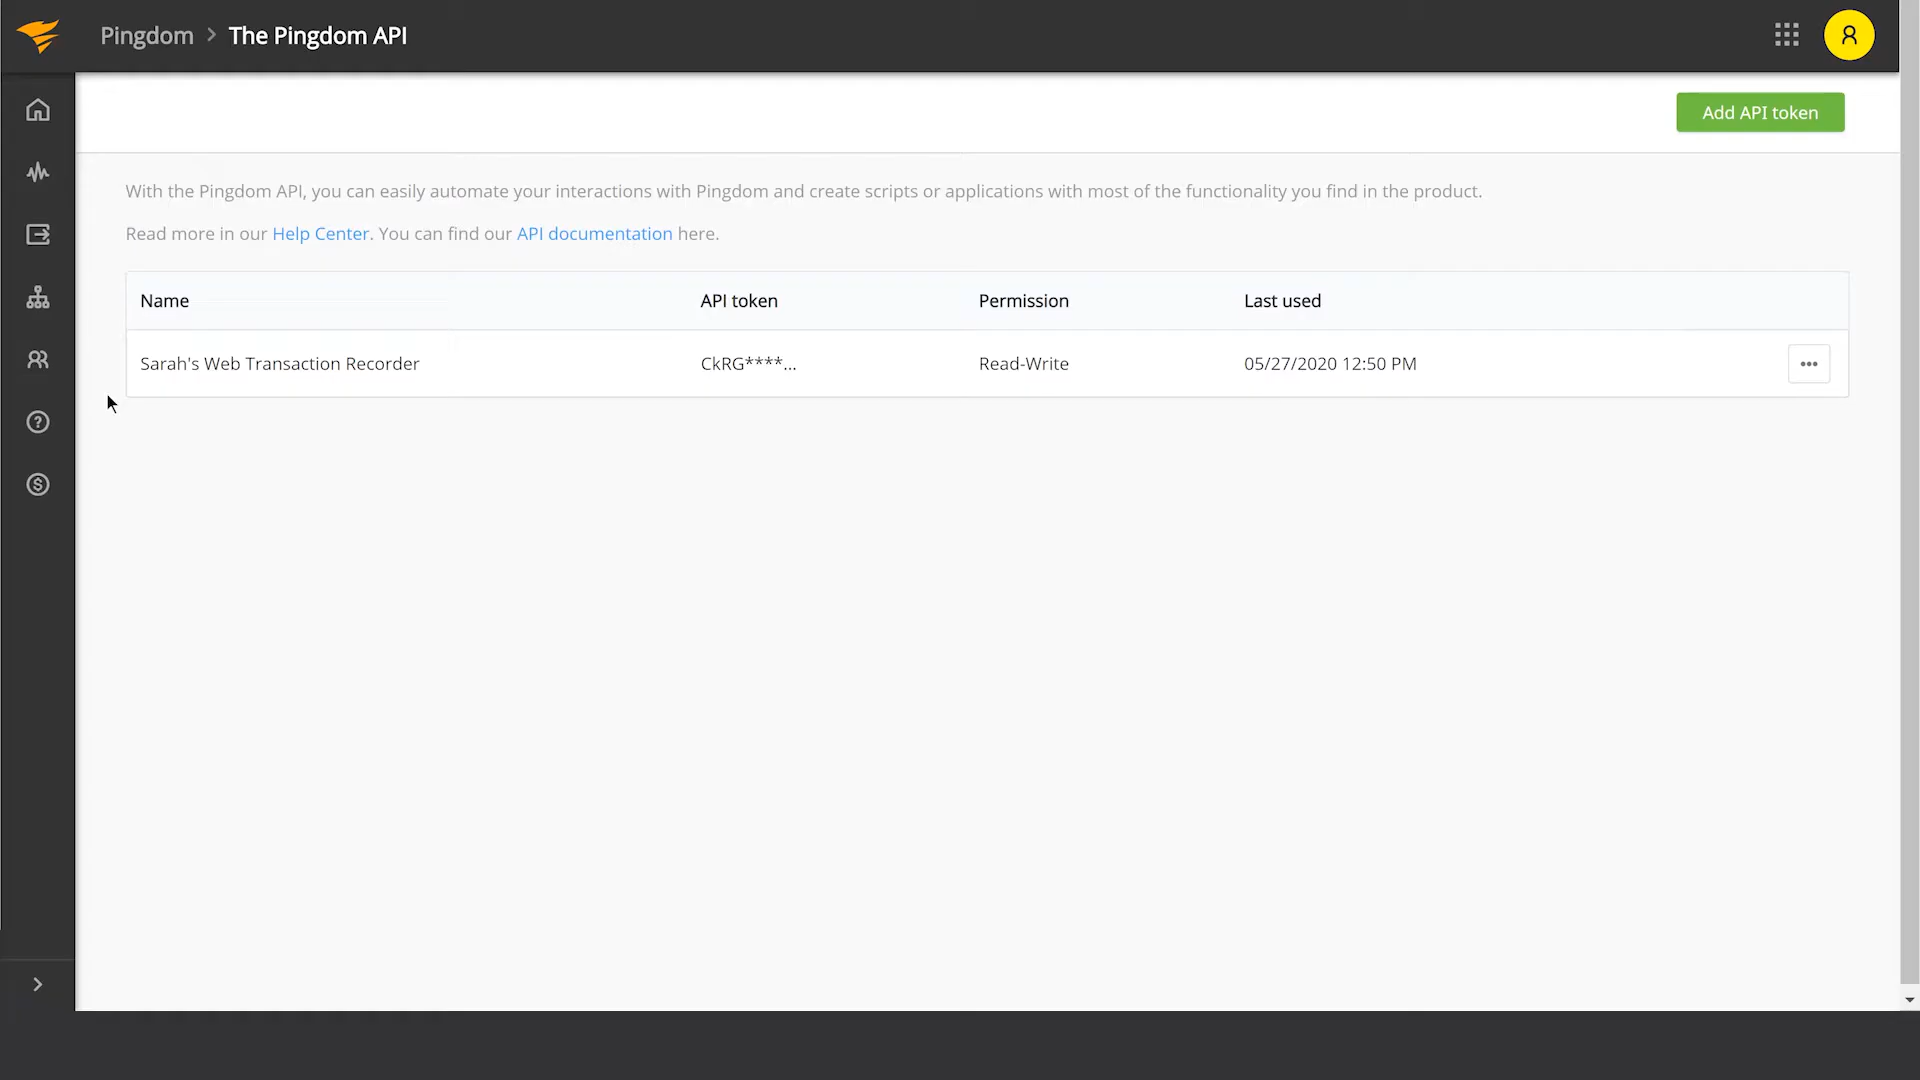 Pingdom > The Pingdom API
Add API token
With the Pingdom API, you can easily automate your interactions with Pingdom and create scripts or applications with most of the functionality you find in the product.
Read more in our Help Center. You can find our API documentation here.
Name API token Permission Last used
Sarah's Web Transaction Recorder CkRG****... Read-Write 05/27/2020 12:50 PM